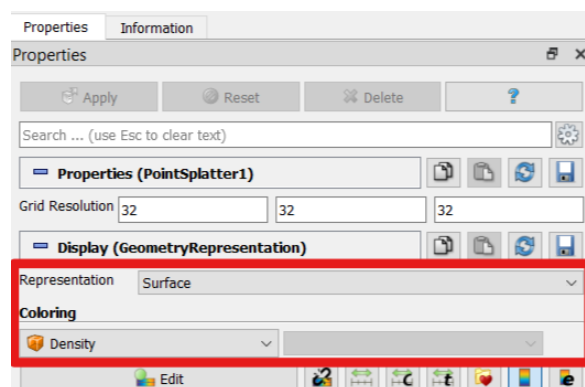 Properties Information
Properties
Apply Reset Delete ?
Search ... (use Esc to clear text)
Properties (PointSplatter1)
Grid Resolution 32 32 32
Display (GeometryRepresentation)
Representation Surface
Coloring
Density
Edit c t e